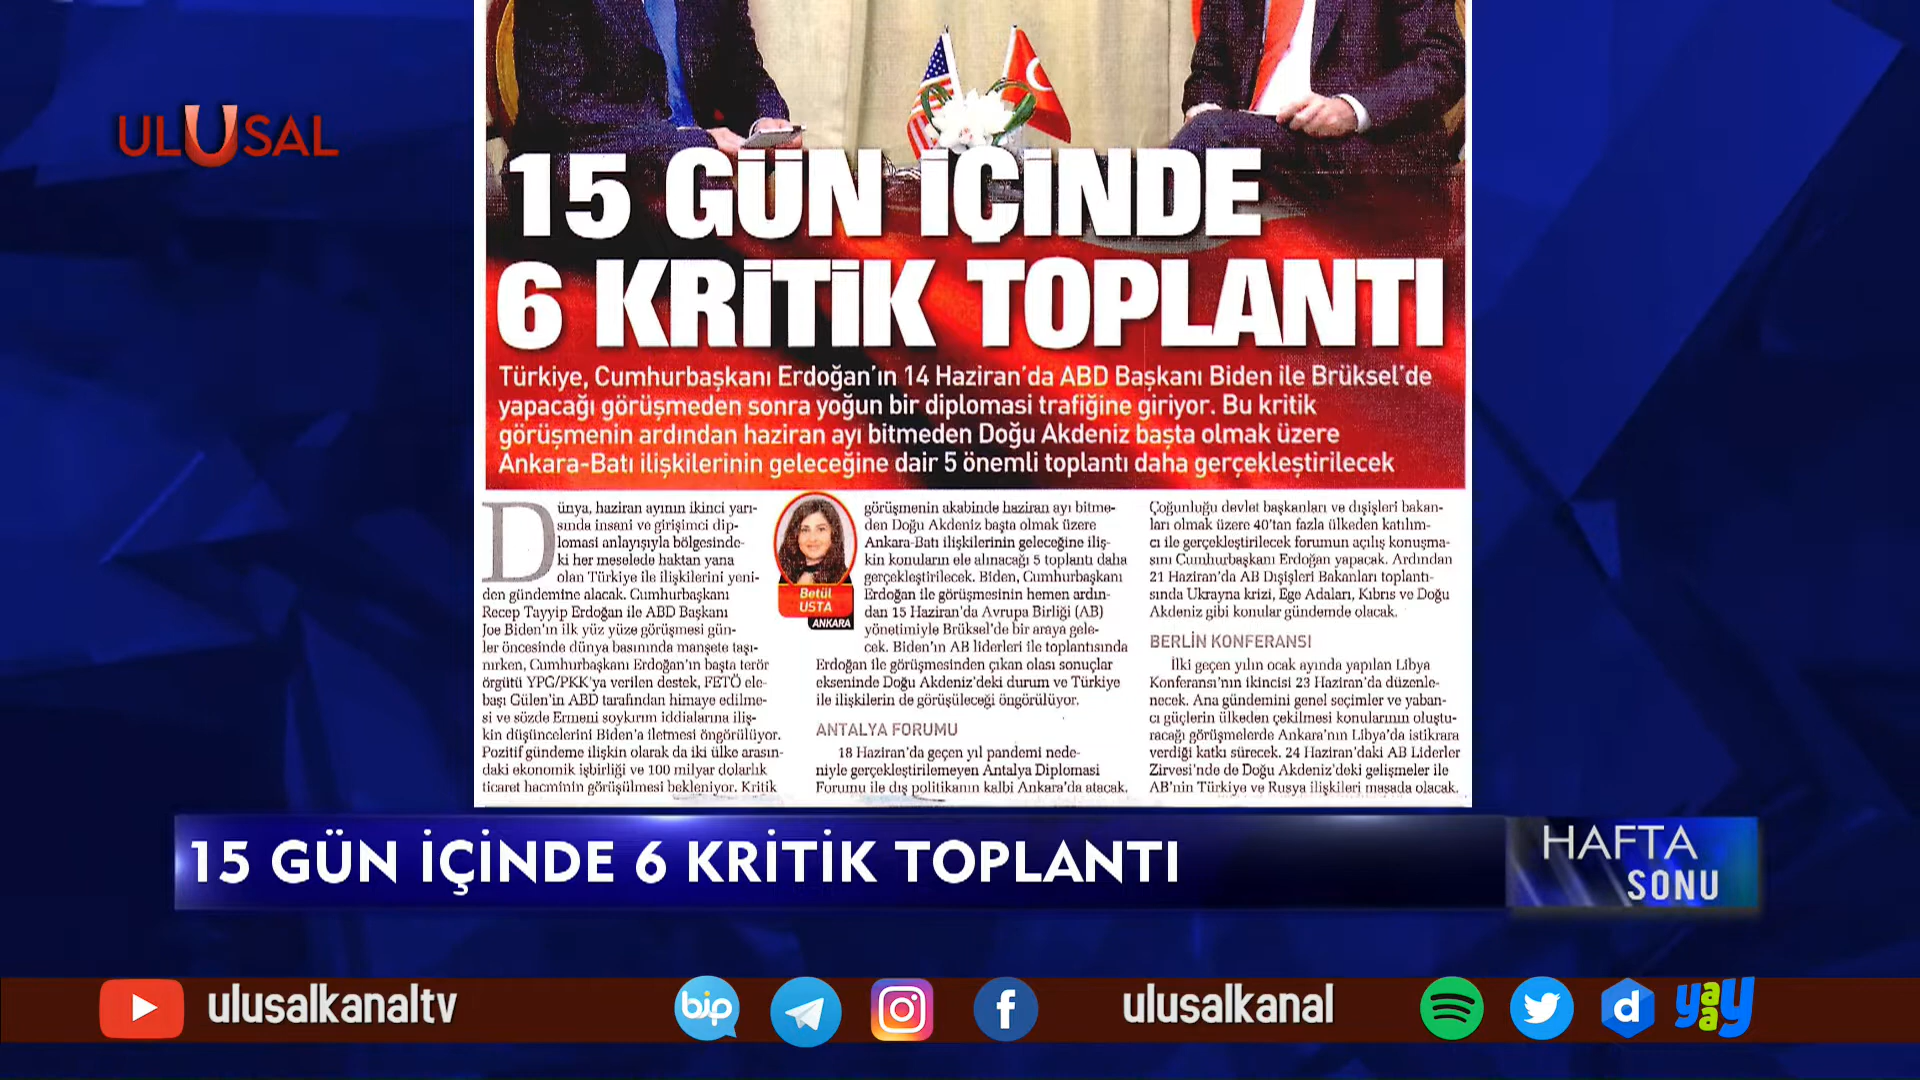 ULUSAL
15 GÜN İÇİNDE
6 KRİTİK TOPLANTI
Türkiye, Cumhurbaşkanı Erdoğan'ın 14 Haziran'da ABD Başkanı Biden ile Brüksel'de
yapacağı görüşmeden sonra yoğun bir diplomasi trafiğine giriyor. Bu kritik
görüşmenin ardından haziran ayı bitmeden Doğu Akdeniz başta olmak üzere
Ankara-Batı ilişkilerinin geleceğine dair 5 önemli toplantı daha gerçekleştirilecek
Dünya, haziran ayının ikinci yarı-
sında insani ve girişimci dip-
lomasi anlayışıyla bölgesinde-
ki her meselede haktan yana
olan Türkiye ile ilişkilerini yeni-
den gündemine alacak. Cumhurbaşkanı
Recep Tayyip Erdoğan ile ABD Başkanı
Joe Biden'ın ilk yüz yüze görüşmesi gün-
ler öncesinde dünya basınında manşete taşı-
nırken, Cumhurbaşkanı Erdoğan'ın başta terör
örgütü YPG/PKK'ya verilen destek, FETÖ ele-
başı Gülen'in ABD tarafından himaye edilme-
si ve sözde Ermeni soykırım iddialarına iliş-
kin düşüncelerini Biden'a iletmesi öngörülüyor.
Pozitif gündeme ilişkin olarak da iki ülke arasın-
daki ekonomik işbirliği ve 100 milyar dolarlık
ticaret hacminin görüşülmesi bekleniyor. Kritik
Betül
USTA
ANKARA
görüşmenin akabinde haziran ayı bitme-
den Doğu Akdeniz başta olmak üzere
Ankara-Batı ilişkilerinin geleceğine iliş-
kin konuların ele alınacağı 5 toplantı daha
gerçekleştirilecek. Biden, Cumhurbaşkanı
Erdoğan ile görüşmesinin hemen ardın-
dan 15 Haziran'da Avrupa Birliği (AB)
yönetimiyle Brüksel'de bir araya gele-
cek. Biden'ın AB liderleri ile toplantısında
Erdoğan ile görüşmesinden çıkan olası sonuçlar
ekseninde Doğu Akdeniz'deki durum ve Türkiye
ile ilişkilerin de görüşüleceği öngörülüyor.
ANTALYA FORUMU
18 Haziran'da geçen yıl pandemi nede-
niyle gerçekleştirilemeyen Antalya Diplomasi
Forumu ile dış politikanın kalbi Ankara'da atacak.
Çoğunluğu devlet başkanları ve dışişleri bakan-
ları olmak üzere 40'tan fazla ülkeden katılım-
cı ile gerçekleştirilecek forumun açılış konuşma-
sını Cumhurbaşkanı Erdoğan yapacak. Ardından
21 Haziran'da AB Dışişleri Bakanları toplantı-
sında Ukrayna krizi, Ege Adaları, Kıbrıs ve Doğu
Akdeniz gibi konular gündemde olacak.
BERLİN KONFERANSI
İlki geçen yılın ocak ayında yapılan Libya
Konferansı'nın ikincisi 23 Haziran'da düzenle-
necek. Ana gündemini genel seçimler ve yaban-
cı güçlerin ülkeden çekilmesi konularının oluştu-
racağı görüşmelerde Ankara'nın Libya'da istikrara
verdiği katkı sürecek. 24 Haziran'daki AB Liderler
Zirvesi'nde de Doğu Akdeniz'deki gelişmeler ile
AB'nin Türkiye ve Rusya ilişkileri masada olacak.
15 GÜN İÇİNDE 6 KRİTİK TOPLANTI
HAFTA
SONU
ulusalkanaltv
bip
ulusalkanal
d
yaay